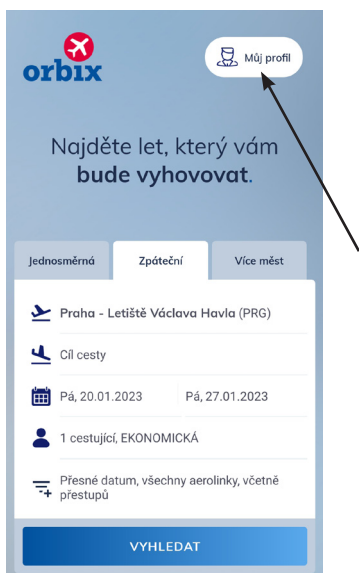 orbix
Můj profil
Najděte let, který vám
bude vyhovovat.
Jednosměrná
Zpáteční
Více měst
Praha - Letiště Václava Havla (PRG)
Cíl cesty
Pá, 20.01.2023
Pá, 27.01.2023
1 cestující, EKONOMICKÁ
Přesné datum, všechny aerolinky, včetně
přestupů
VYHLEDAT